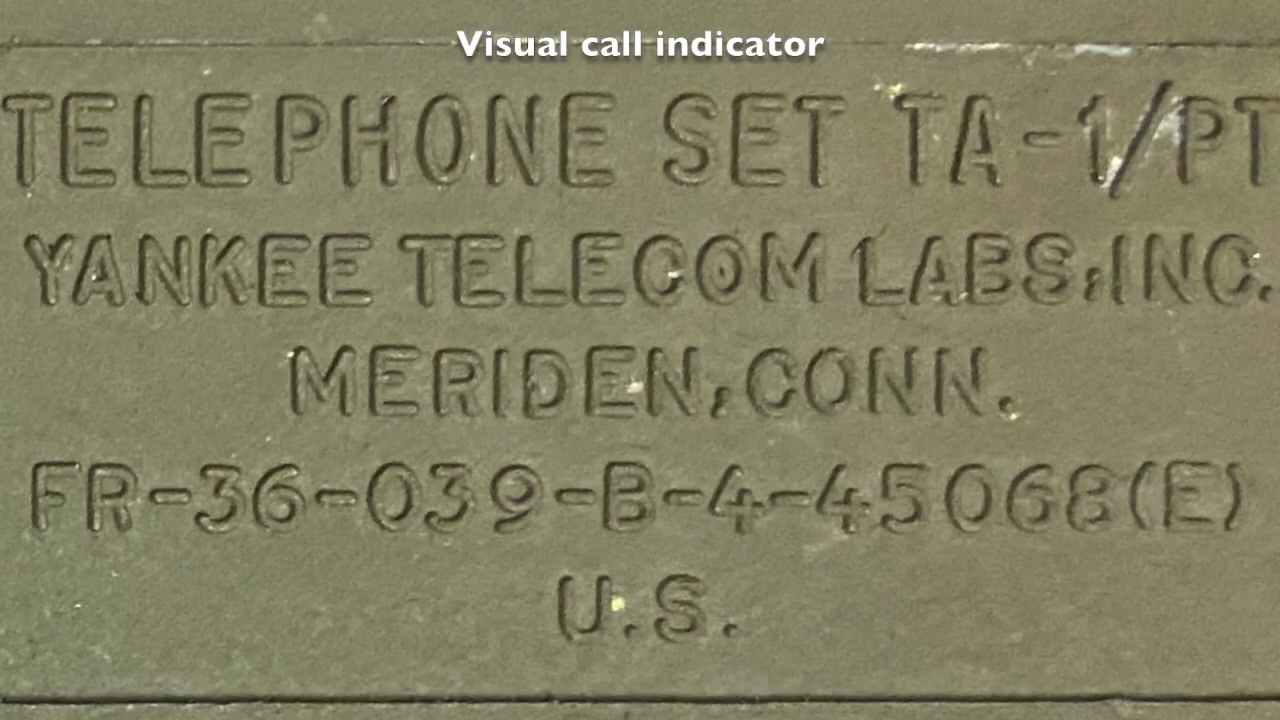 Visual call indicator
TELEPHONE SET TA-1/PT
YANKEE TELECOM LABS,INC.
MERIDEN,CONN.
FR-36-039-B-4-45068(E)
U.S.